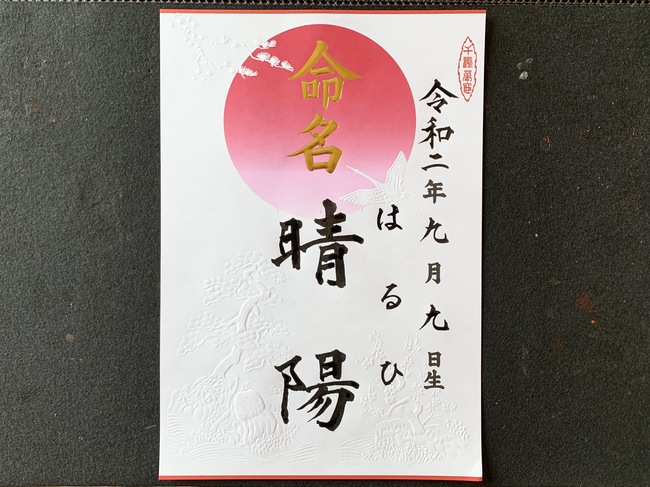 令和二年九月九日生
命名
晴陽
はるひ